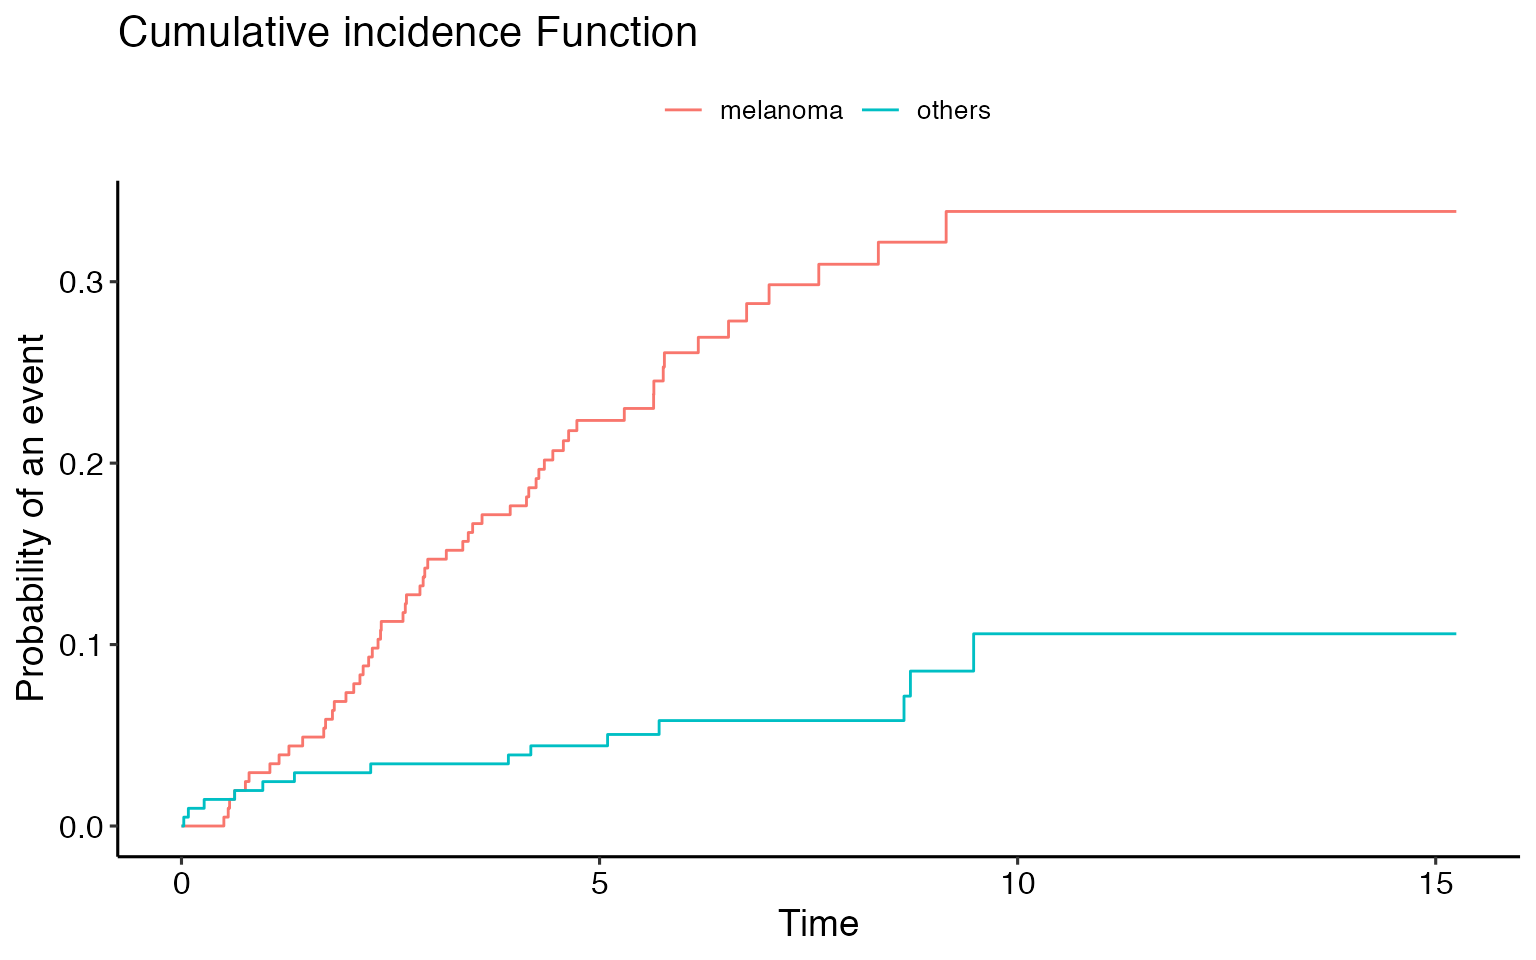 Cumulative incidence Function
melanoma others
0.3
0.2
0.1
0.0
Probability of an event
0 5 10 15
Time